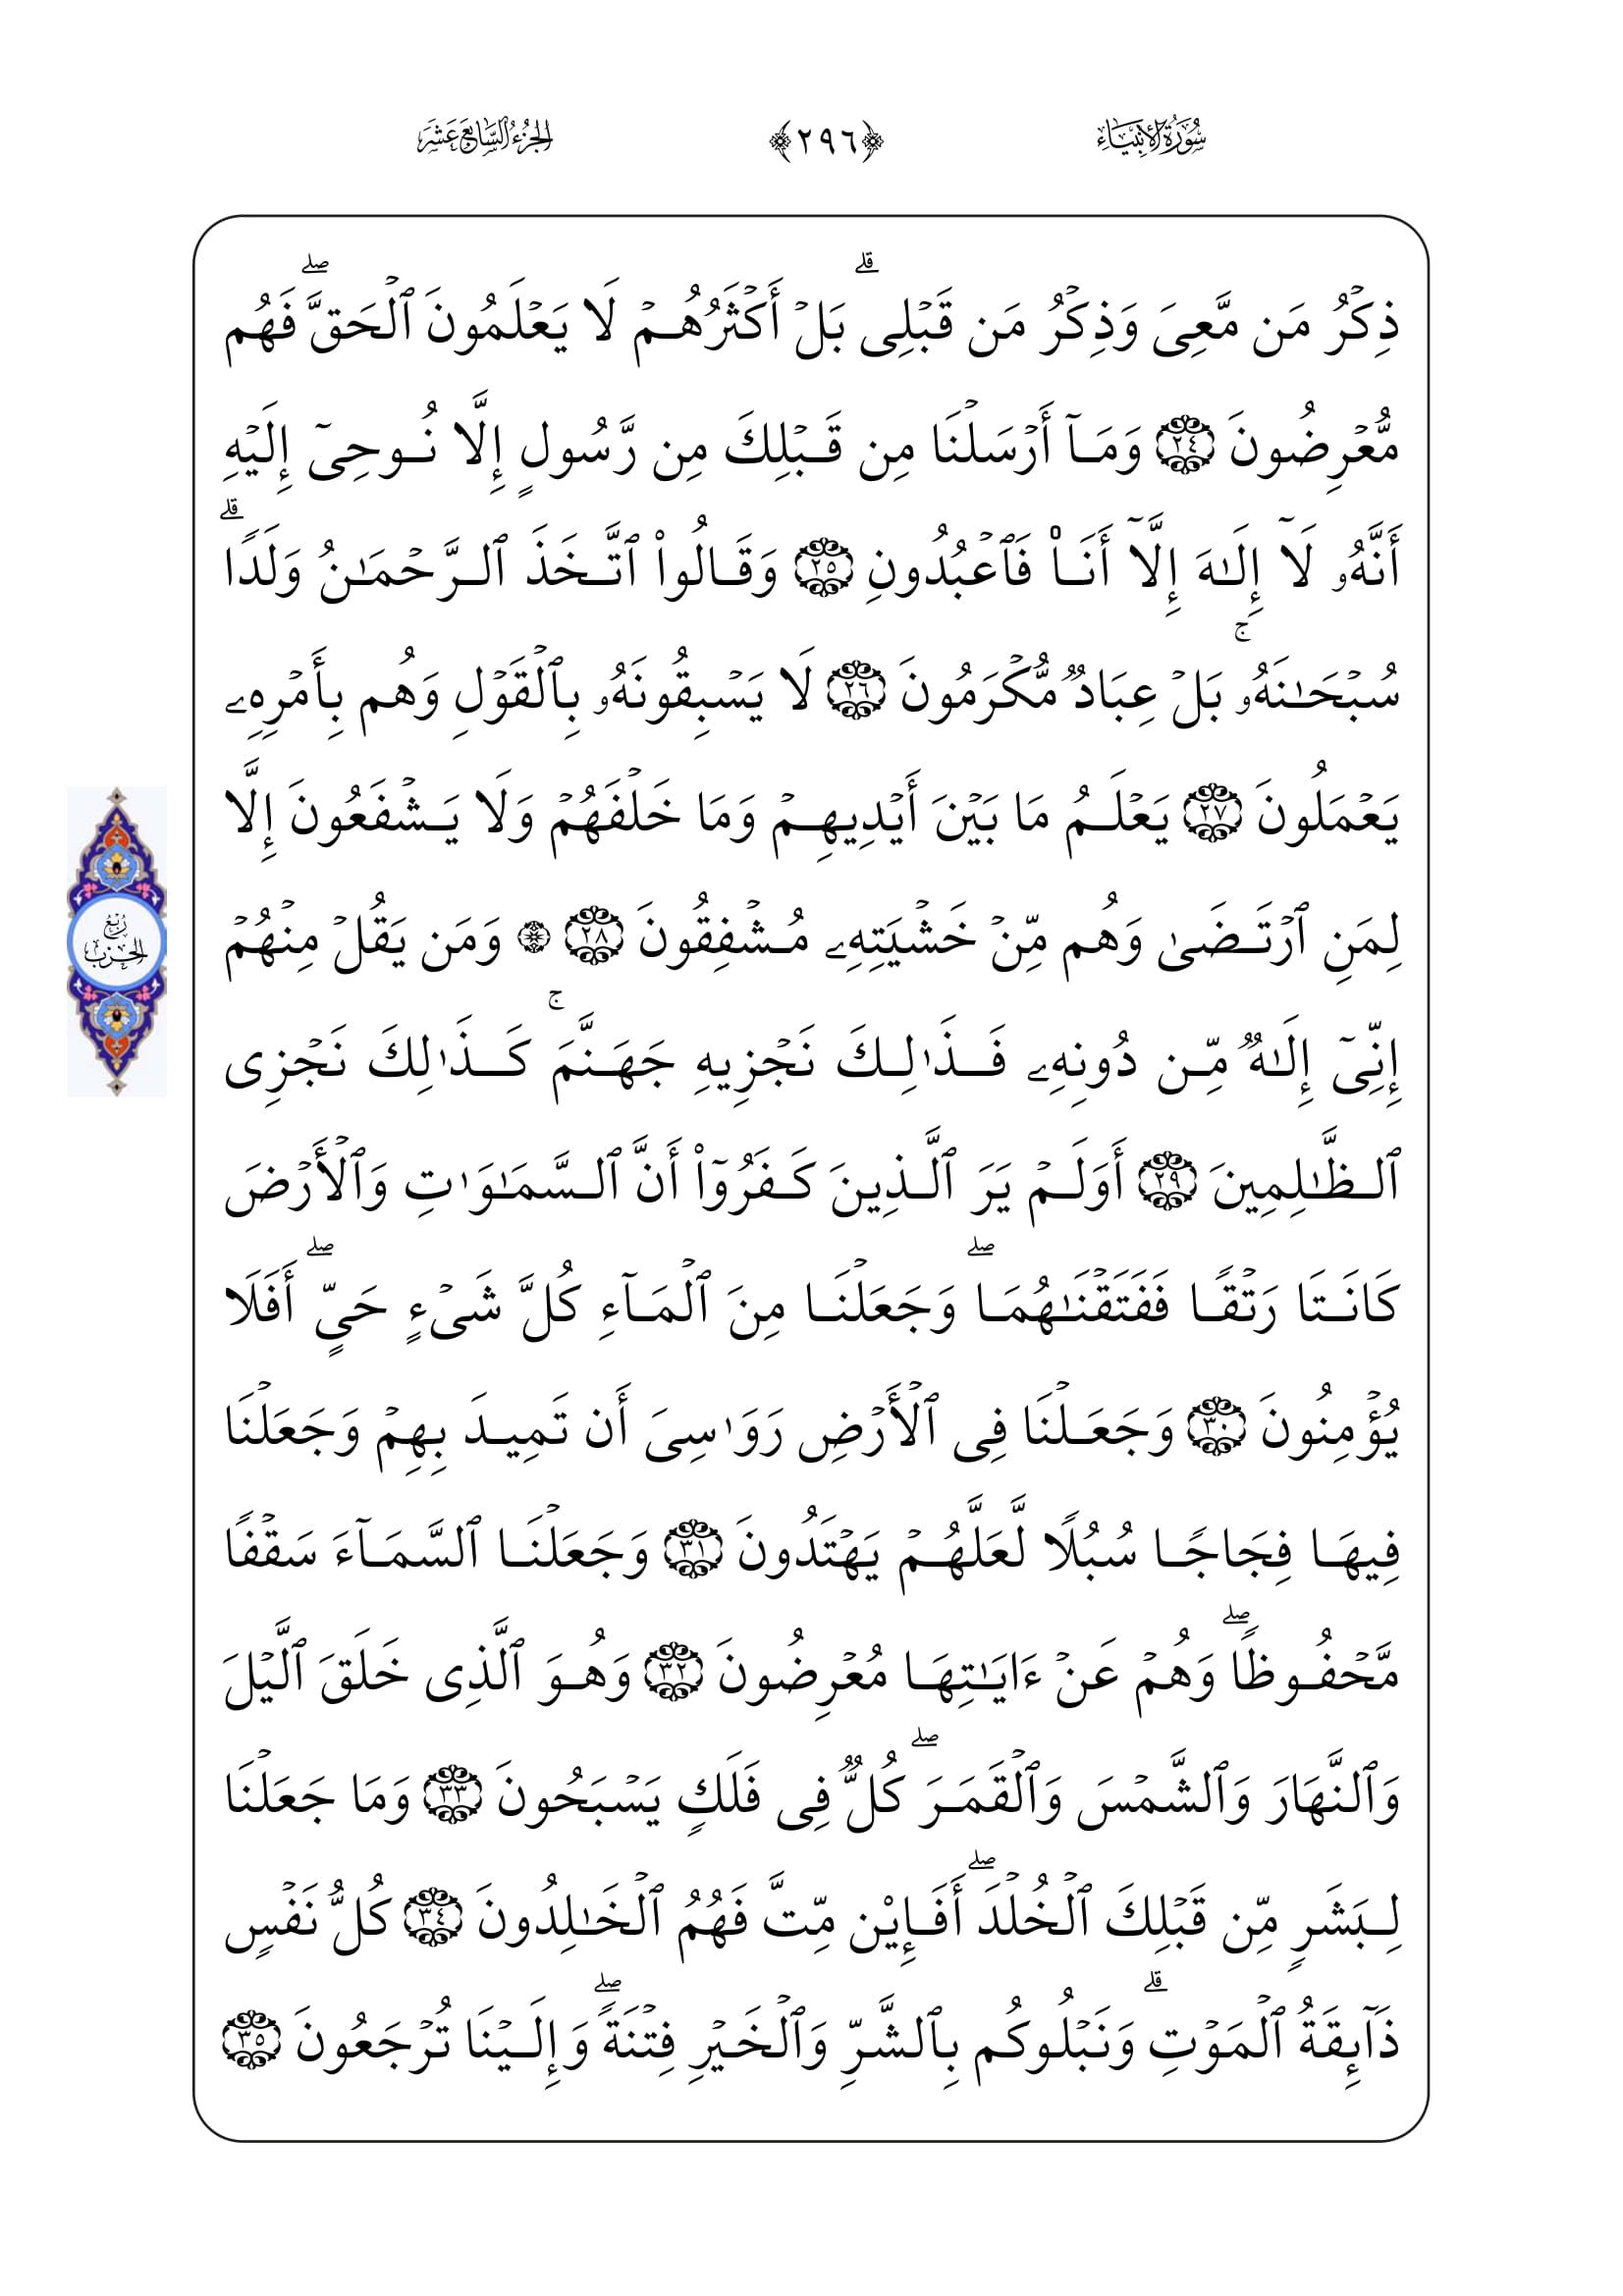 سُورَةُ الأَنبِيَاءِ ﴿٢٩٦﴾ الجُزْءُ السَّابِعَ عَشَرَ
ذِكۡرُ مَن مَّعِىَ وَذِكۡرُ مَن قَبۡلِىۗ بَلۡ أَكۡثَرُهُمۡ لَا يَعۡلَمُونَ ٱلۡحَقَّۖ فَهُم
مُّعۡرِضُونَ ٢٤ وَمَآ أَرۡسَلۡنَا مِن قَبۡلِكَ مِن رَّسُولٍ إِلَّا نُوحِىٓ إِلَيۡهِ
أَنَّهُۥ لَآ إِلَـٰهَ إِلَّآ أَنَا۠ فَٱعۡبُدُونِ ٢٥ وَقَالُوا۟ ٱتَّخَذَ ٱلرَّحۡمَـٰنُ وَلَدًاۗ
سُبۡحَـٰنَهُۥۚ بَلۡ عِبَادٌ مُّكۡرَمُونَ ٢٦ لَا يَسۡبِقُونَهُۥ بِٱلۡقَوۡلِ وَهُم بِأَمۡرِهِۦ
يَعۡمَلُونَ ٢٧ يَعۡلَمُ مَا بَيۡنَ أَيۡدِيهِمۡ وَمَا خَلۡفَهُمۡ وَلَا يَشۡفَعُونَ إِلَّا
لِمَنِ ٱرۡتَضَىٰ وَهُم مِّنۡ خَشۡيَتِهِۦ مُشۡفِقُونَ ٢٨ ۞ وَمَن يَقُلۡ مِنۡهُمۡ
رُبْعُ
الحِزْبِ
إِنِّىٓ إِلَـٰهٌ مِّن دُونِهِۦ فَذَٰلِكَ نَجۡزِيهِ جَهَنَّمَۚ كَذَٰلِكَ نَجۡزِى
ٱلظَّـٰلِمِينَ ٢٩ أَوَلَمۡ يَرَ ٱلَّذِينَ كَفَرُوٓا۟ أَنَّ ٱلسَّمَـٰوَٰتِ وَٱلۡأَرۡضَ
كَانَتَا رَتۡقًا فَفَتَقۡنَـٰهُمَاۖ وَجَعَلۡنَا مِنَ ٱلۡمَآءِ كُلَّ شَىۡءٍ حَىٍّۖ أَفَلَا
يُؤۡمِنُونَ ٣٠ وَجَعَلۡنَا فِى ٱلۡأَرۡضِ رَوَٰسِىَ أَن تَمِيدَ بِهِمۡ وَجَعَلۡنَا
فِيهَا فِجَاجًا سُبُلًا لَّعَلَّهُمۡ يَهۡتَدُونَ ٣١ وَجَعَلۡنَا ٱلسَّمَآءَ سَقۡفًا
مَّحۡفُوظًاۖ وَهُمۡ عَنۡ ءَايَـٰتِهَا مُعۡرِضُونَ ٣٢ وَهُوَ ٱلَّذِى خَلَقَ ٱلَّيۡلَ
وَٱلنَّهَارَ وَٱلشَّمۡسَ وَٱلۡقَمَرَۖ كُلٌّ فِى فَلَكٍ يَسۡبَحُونَ ٣٣ وَمَا جَعَلۡنَا
لِبَشَرٍ مِّن قَبۡلِكَ ٱلۡخُلۡدَۖ أَفَإِي۟ن مِّتَّ فَهُمُ ٱلۡخَـٰلِدُونَ ٣٤ كُلُّ نَفۡسٍ
ذَآئِقَةُ ٱلۡمَوۡتِۗ وَنَبۡلُوكُم بِٱلشَّرِّ وَٱلۡخَيۡرِ فِتۡنَةًۖ وَإِلَيۡنَا تُرۡجَعُونَ ٣٥